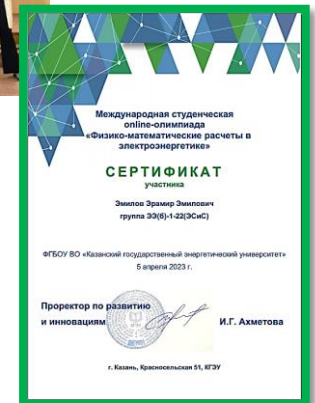 Международная студенческая
online-олимпиада
«Физико-математические расчеты в
электроэнергетике»
СЕРТИФИКАТ
участника
Эмилов Эрамир Эмилович
группа ЭЭ(б)-1-22(ЭСиС)
ФГБОУ ВО «Казанский государственный энергетический университет»
5 апреля 2023 г.
Проректор по развитию
и инновациям И.Г. Ахметова
г. Казань, Красносельская 51, КГЭУ